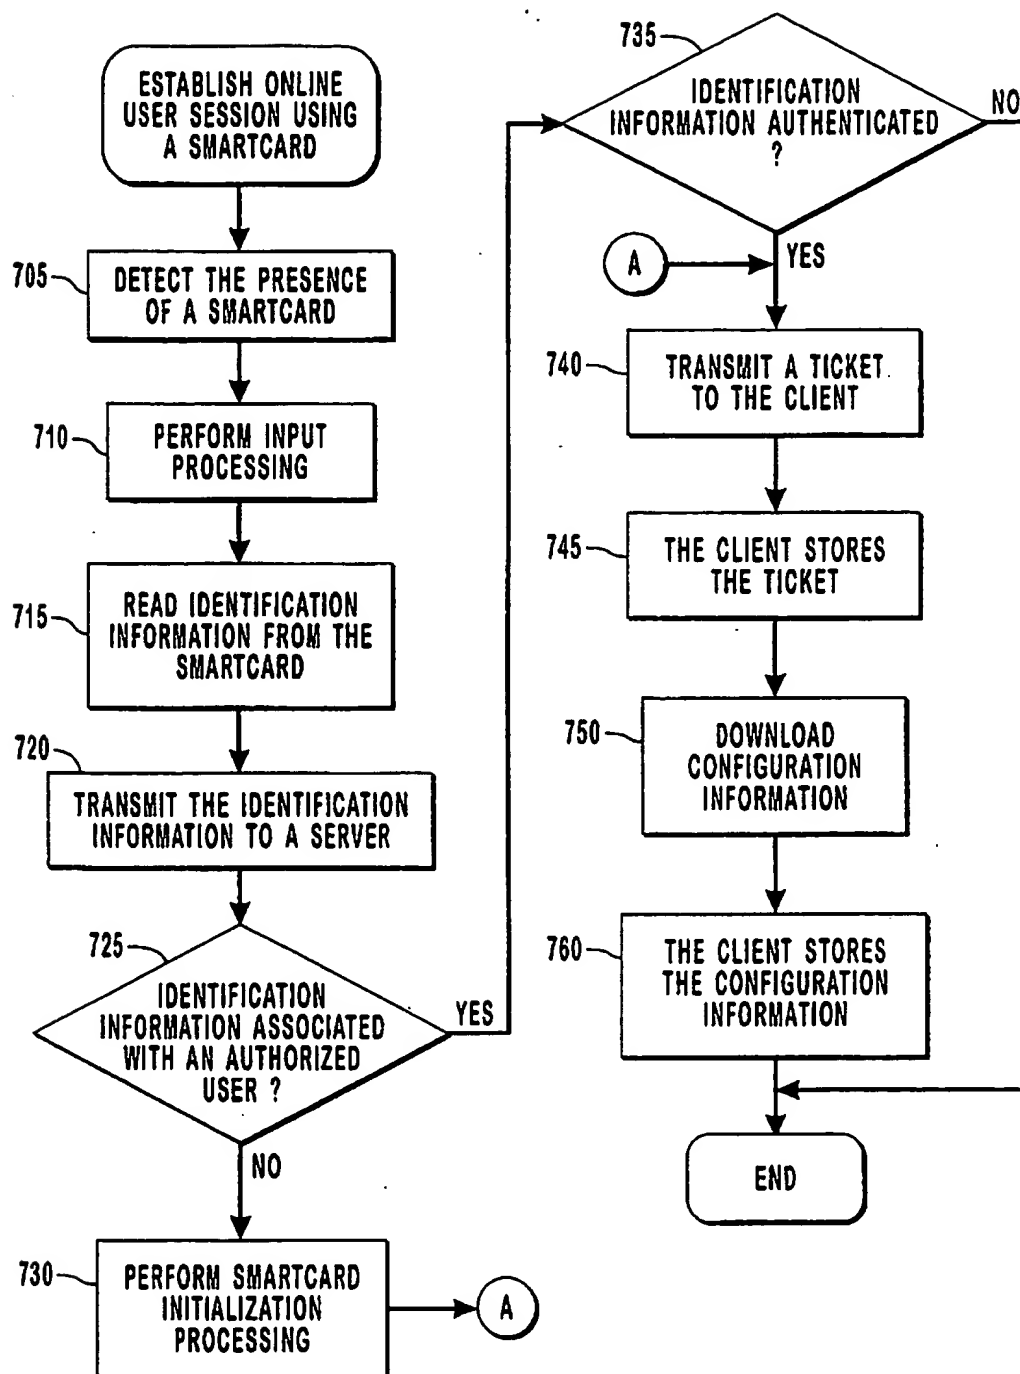 ESTABLISH ONLINE
USER SESSION USING
A SMARTCARD
705
DETECT THE PRESENCE
OF A SMARTCARD
710
PERFORM INPUT
PROCESSING
715
READ IDENTIFICATION
INFORMATION FROM THE
SMARTCARD
720
TRANSMIT THE IDENTIFICATION
INFORMATION TO A SERVER
725
IDENTIFICATION
INFORMATION ASSOCIATED
WITH AN AUTHORIZED
USER ?
YES
NO
730
PERFORM SMARTCARD
INITIALIZATION
PROCESSING
A
735
IDENTIFICATION
INFORMATION AUTHENTICATED
?
NO
YES
A
740
TRANSMIT A TICKET
TO THE CLIENT
745
THE CLIENT STORES
THE TICKET
750
DOWNLOAD
CONFIGURATION
INFORMATION
760
THE CLIENT STORES
THE CONFIGURATION
INFORMATION
END